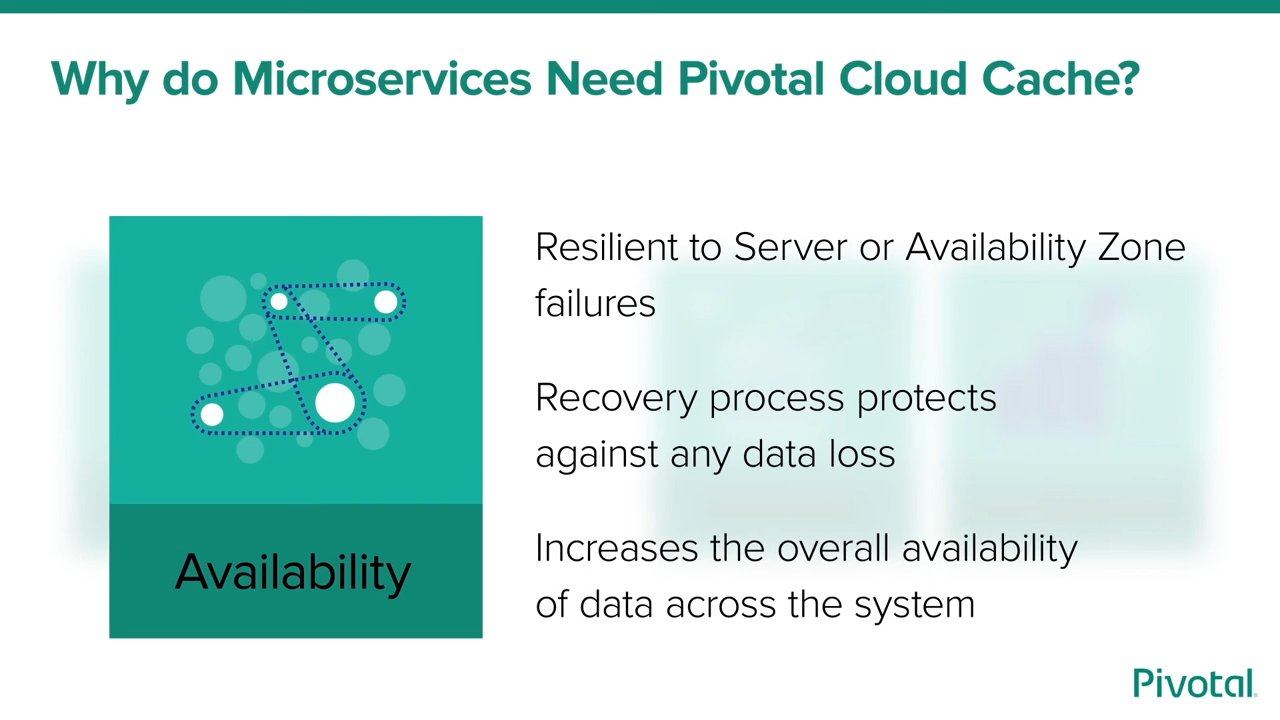 Why do Microservices Need Pivotal Cloud Cache?
Availability
Resilient to Server or Availability Zone
failures
Recovery process protects
against any data loss
Increases the overall availability
of data across the system
Pivotal